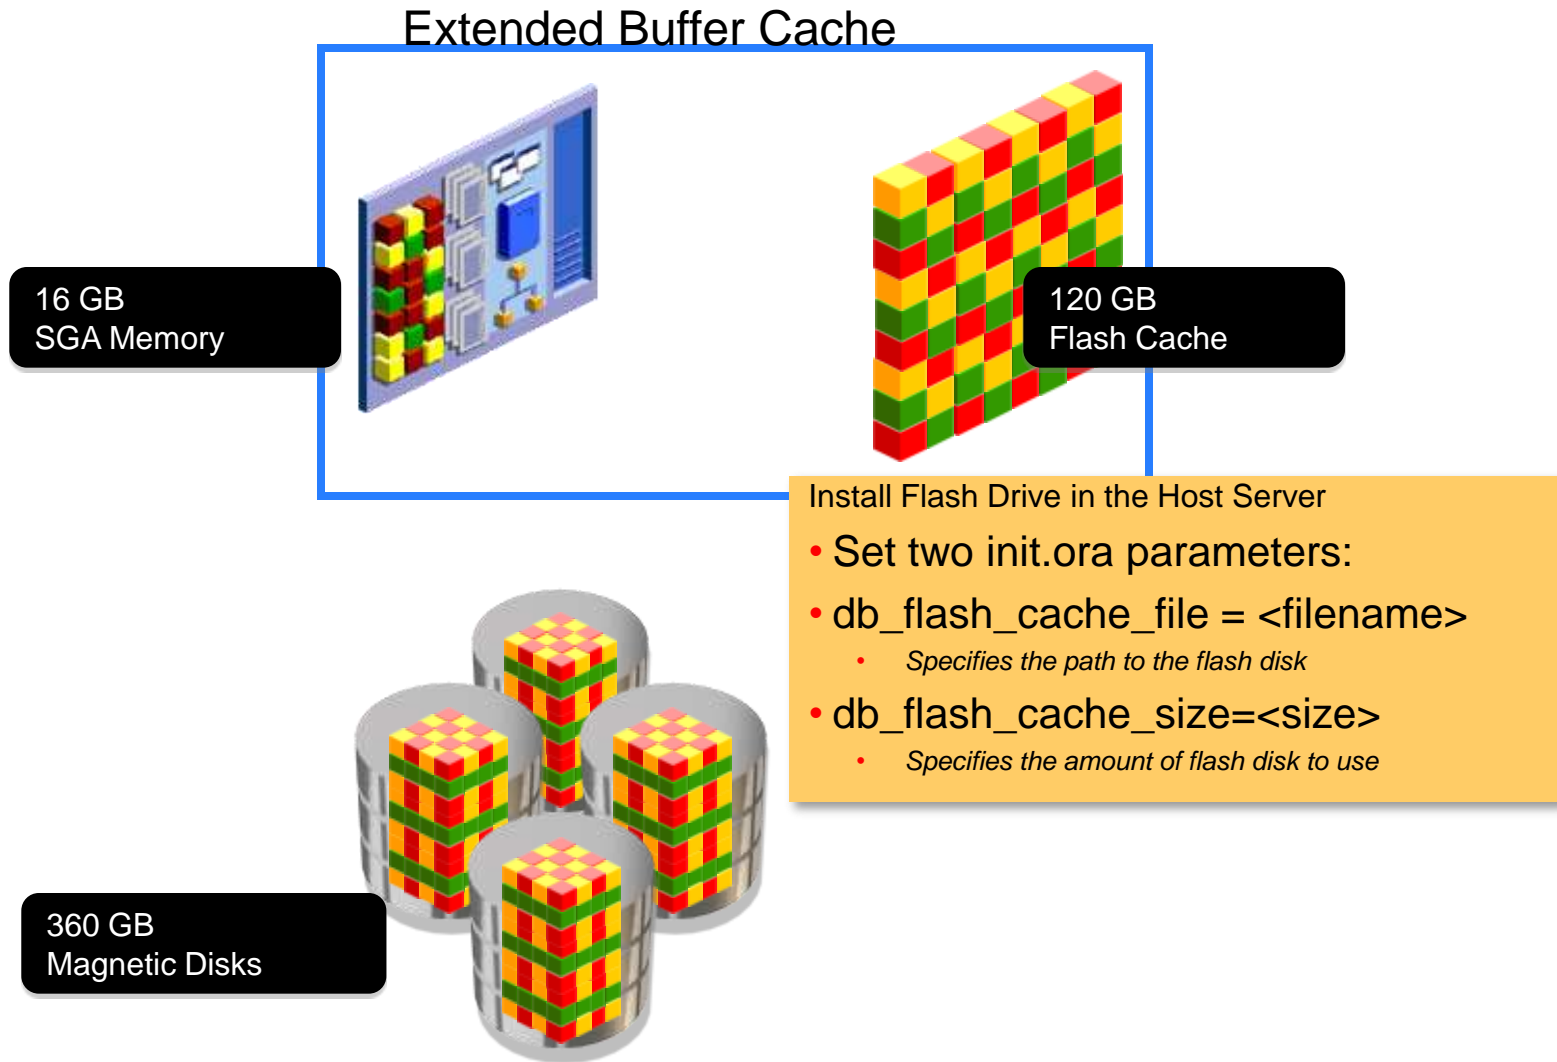 Extended Buffer Cache
16 GB
SGA Memory
120 GB
Flash Cache
Install Flash Drive in the Host Server
• Set two init.ora parameters:
• db_flash_cache_file = <filename>
• Specifies the path to the flash disk
• db_flash_cache_size=<size>
• Specifies the amount of flash disk to use
360 GB
Magnetic Disks